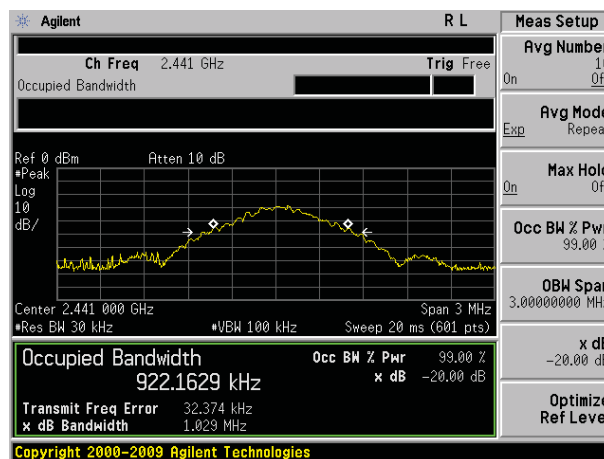 Agilent R L Meas Setup
Ch Freq 2.441 GHz Trig Free
Occupied Bandwidth
Avg Number
On
Avg Mode
Exp
Max Hold
On
Occ BW % Pwr
99.00
OBW Span
3.00000000
x dB
-20.00
Optimize
Ref Level
Ref 0 dBm Atten 10 dB
#Peak
Log
10
dB/
Center 2.441 000 GHz Span 3 MHz
#Res BW 30 kHz #VBW 100 kHz Sweep 20 ms (601 pts)
Occupied Bandwidth Occ BW % Pwr 99.00 %
922.1629 kHz x dB -20.00 dB
Transmit Freq Error 32.374 kHz
x dB Bandwidth 1.029 MHz
Copyright 2000-2009 Agilent Technologies